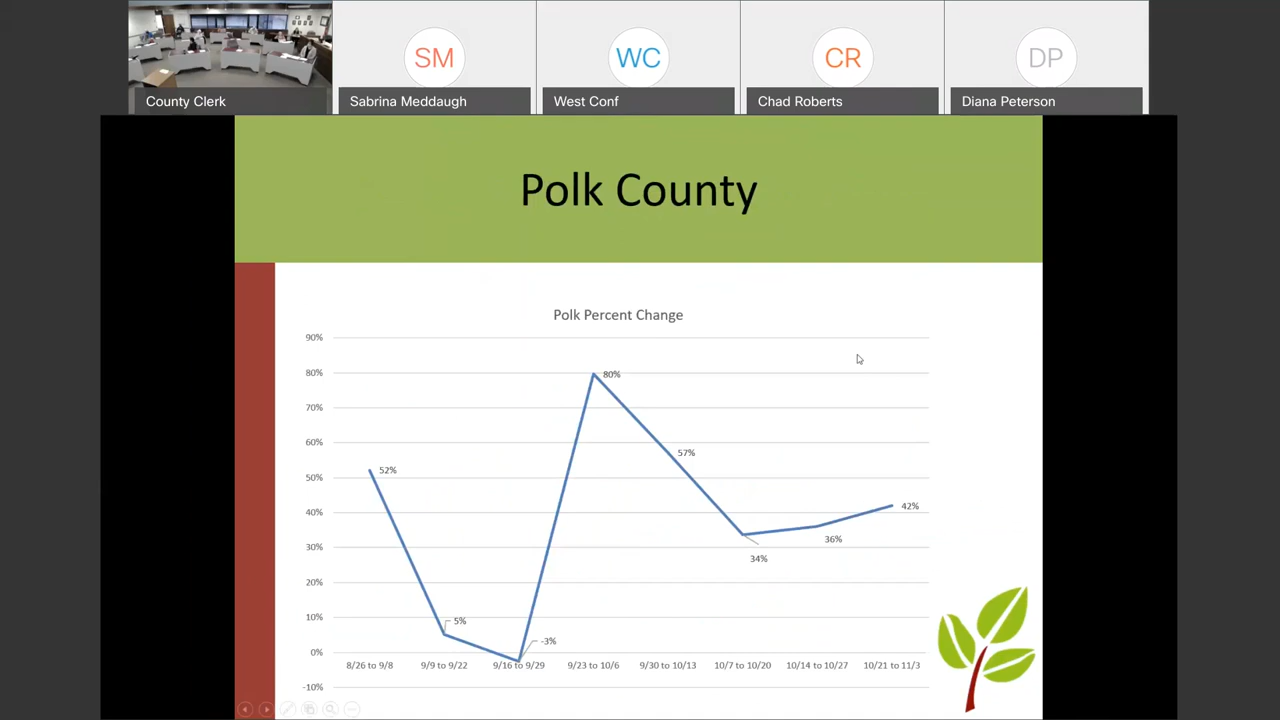 SM
WC
CR
DP
County Clerk
Sabrina Meddaugh
West Conf
Chad Roberts
Diana Peterson
Polk County
Polk Percent Change
90%
80%
70%
60%
50%
40%
30%
20%
10%
0%
-10%
52%
5%
-3%
80%
57%
34%
36%
42%
8/26 to 9/8
9/9 to 9/22
9/16 to 9/29
9/23 to 10/6
9/30 to 10/13
10/7 to 10/20
10/14 to 10/27
10/21 to 11/3